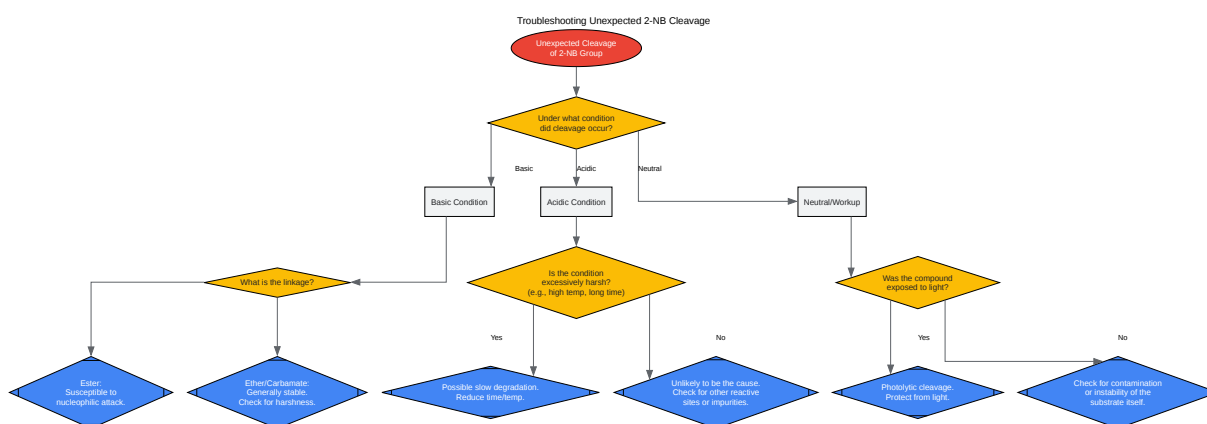 Troubleshooting Unexpected 2-NB Cleavage
Unexpected Cleavage
of 2-NB Group
Under what condition
did cleavage occur?
Basic
Acidic
Neutral
Basic Condition
Acidic Condition
Neutral/Workup
What is the linkage?
Is the condition
excessively harsh?
(e.g., high temp, long time)
Was the compound
exposed to light?
Yes
No
Yes
No
Ester:
Susceptible to
nucleophilic attack.
Ether/Carbamate:
Generally stable.
Check for harshness.
Possible slow degradation.
Reduce time/temp.
Unlikely to be the cause.
Check for other reactive
sites or impurities.
Photolytic cleavage.
Protect from light.
Check for contamination
or instability of the
substrate itself.